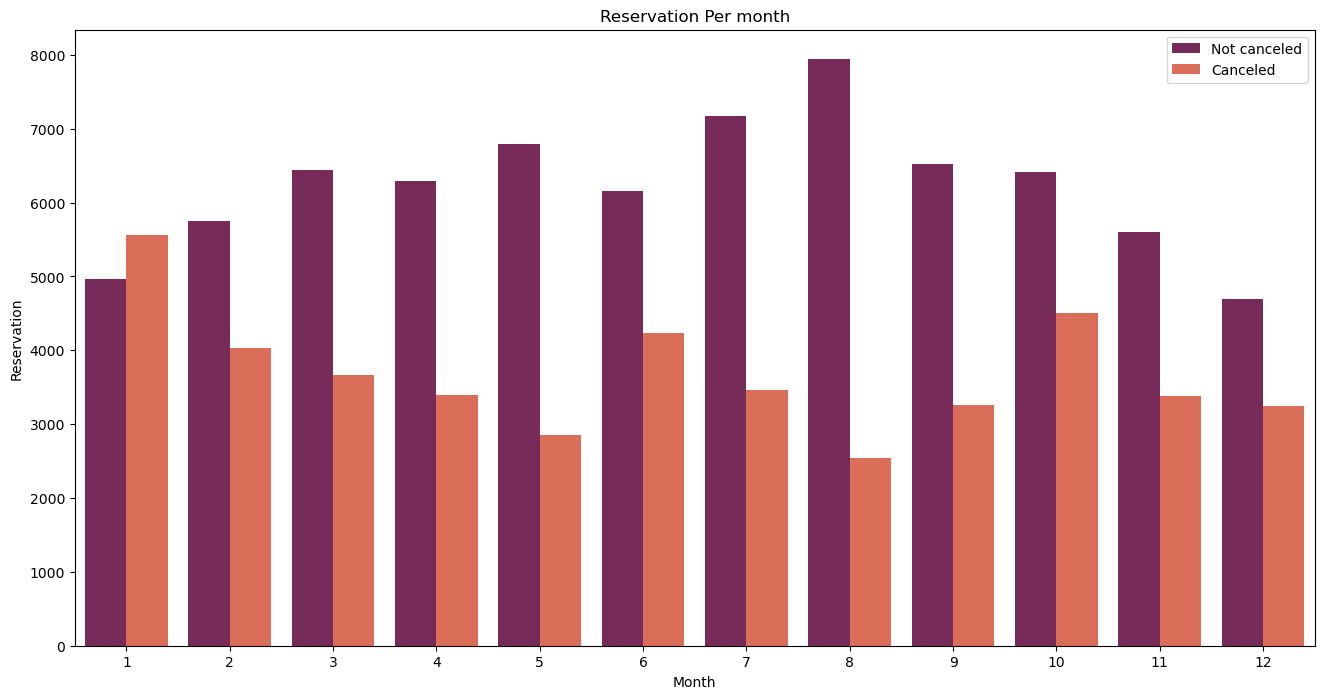 Reservation Per month
Not canceled
Canceled
8000
7000
6000
5000
4000
3000
2000
1000
0
Reservation
1 2 3 4 5 6 7 8 9 10 11 12
Month